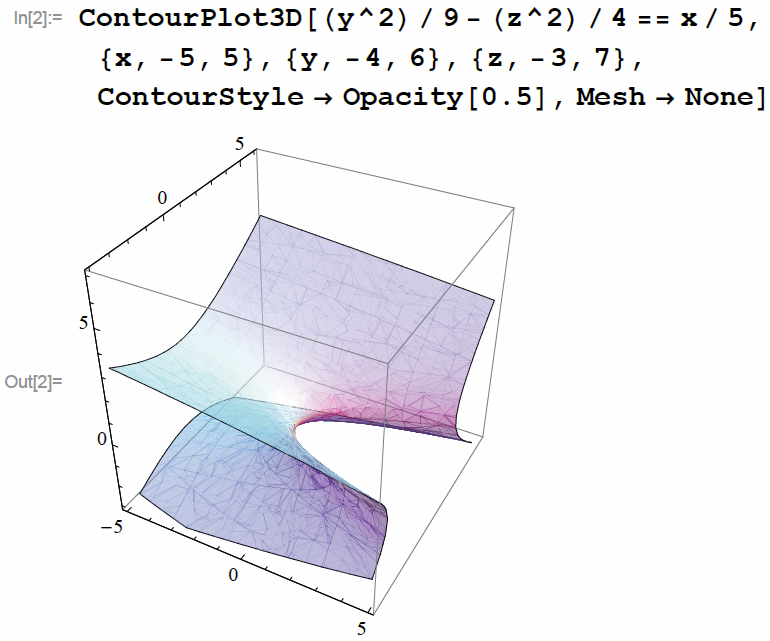 In[2]:= ContourPlot3D[(y^2) / 9 - (z^2) / 4 == x / 5,
{x, -5, 5}, {y, -4, 6}, {z, -3, 7},
ContourStyle → Opacity[0.5], Mesh → None]
5
0
5
Out[2]=
0
-5
0
5